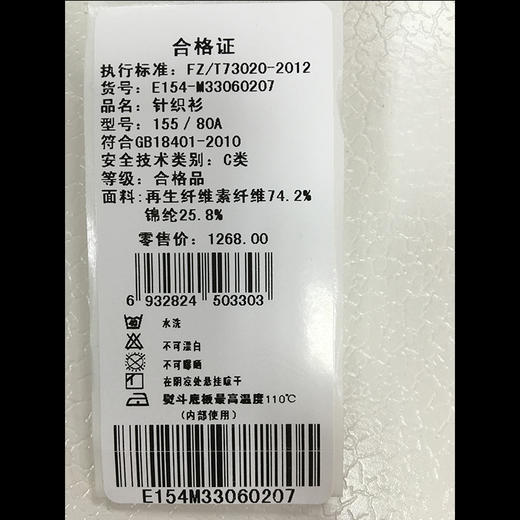 合格证
执行标准：FZ/T73020-2012
货号：E154-M33060207
品名：针织衫
型号：155/80A
符合GB18401-2010
安全技术类别：C类
等级：合格品
面料：再生纤维素纤维74.2%
锦纶25.8%
零售价：1268.00
6 932824 503303
水洗
不可漂白
不可曝晒
在阴凉处悬挂晾干
熨斗底板最高温度110℃
（内部使用）
E154M33060207